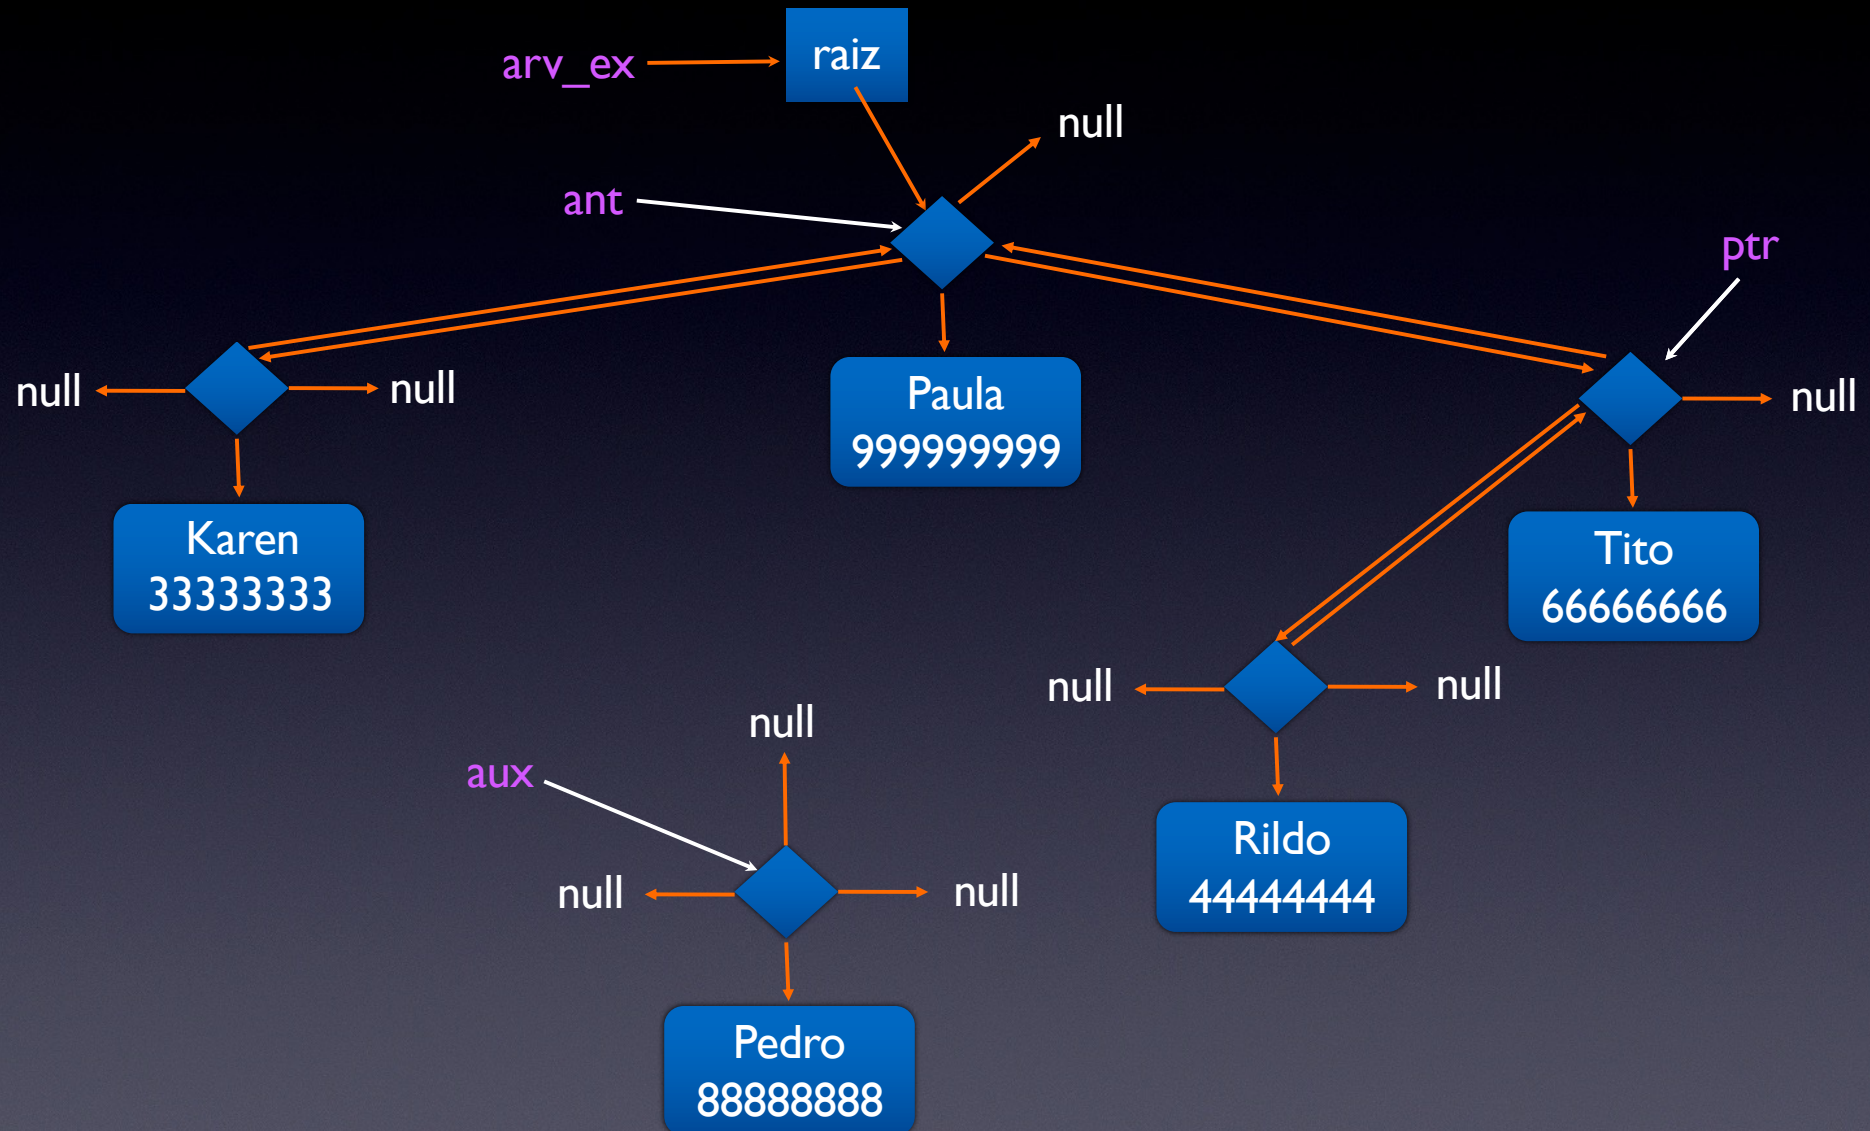 raiz
arv_ex
null
ant
ptr
null
null
Paula
999999999
null
Karen
33333333
Tito
66666666
null
null
null
aux
Rildo
44444444
null
null
Pedro
88888888